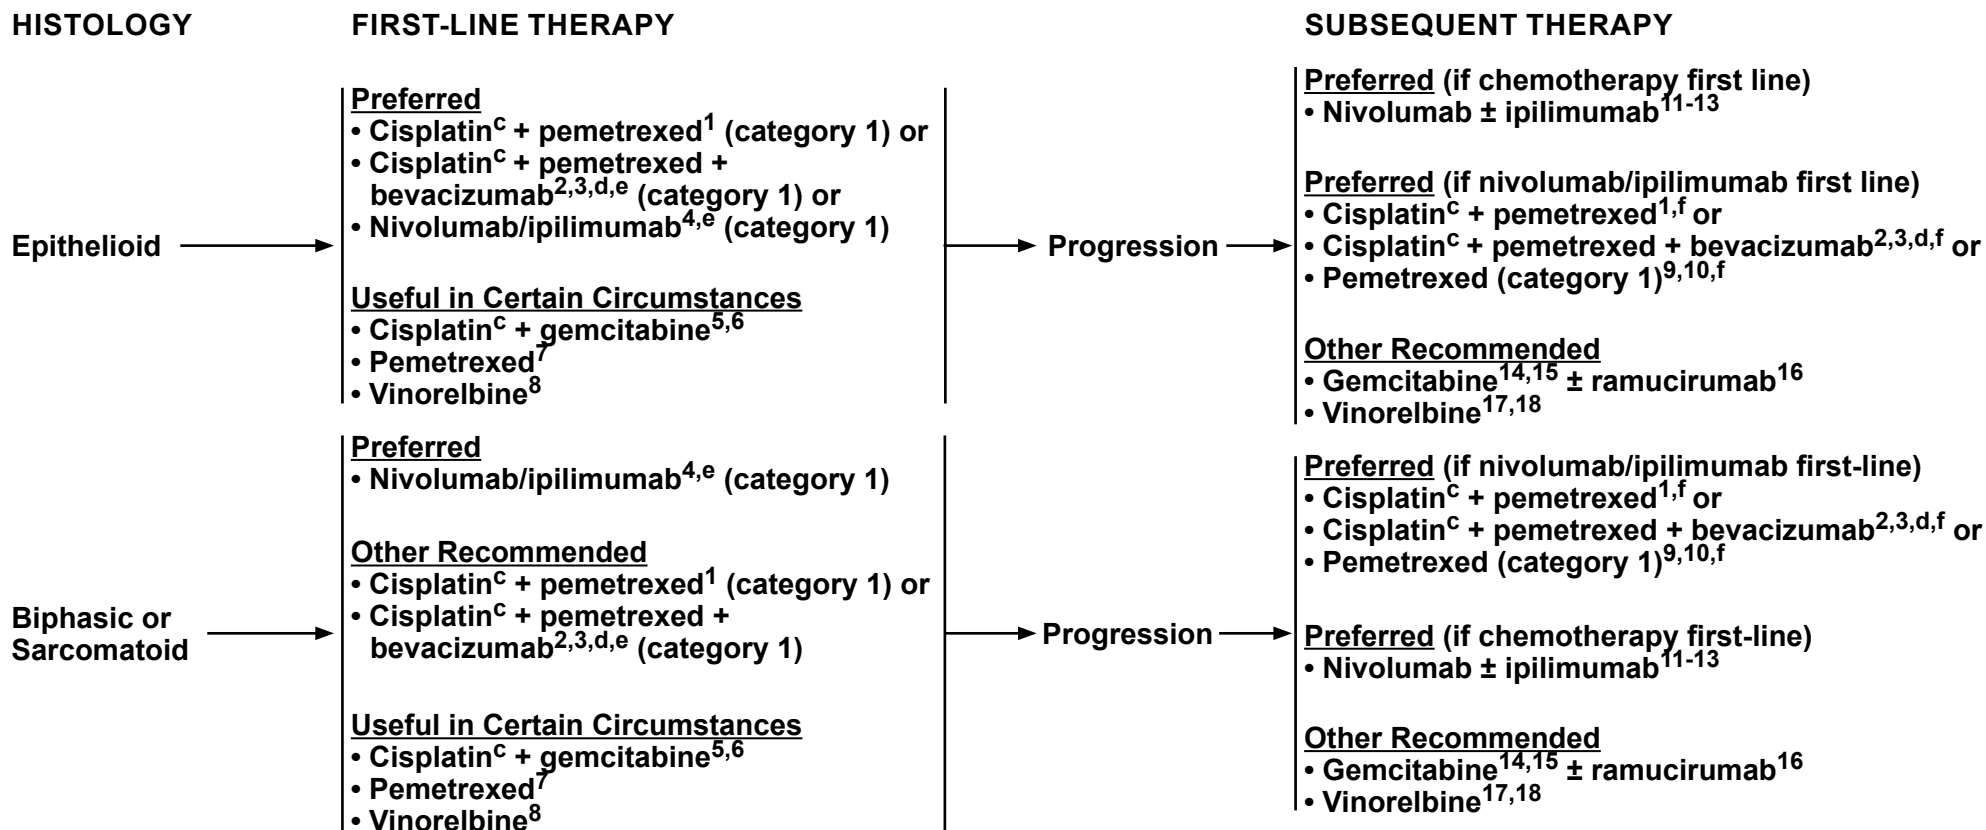 HISTOLOGY
FIRST-LINE THERAPY
SUBSEQUENT THERAPY
Epithelioid
Preferred
• Cisplatinᶜ + pemetrexed¹ (category 1) or
• Cisplatinᶜ + pemetrexed +
bevacizumab²,³,ᵈ,ᵉ (category 1) or
• Nivolumab/ipilimumab⁴,ᵉ (category 1)
Useful in Certain Circumstances
• Cisplatinᶜ + gemcitabine⁵,⁶
• Pemetrexed⁷
• Vinorelbine⁸
Progression
Preferred (if chemotherapy first line)
• Nivolumab ± ipilimumab¹¹⁻¹³
Preferred (if nivolumab/ipilimumab first line)
• Cisplatinᶜ + pemetrexed¹,ᶠ or
• Cisplatinᶜ + pemetrexed + bevacizumab²,³,ᵈ,ᶠ or
• Pemetrexed (category 1)⁹,¹⁰,ᶠ
Other Recommended
• Gemcitabine¹⁴,¹⁵ ± ramucirumab¹⁶
• Vinorelbine¹⁷,¹⁸
Biphasic or
Sarcomatoid
Preferred
• Nivolumab/ipilimumab⁴,ᵉ (category 1)
Other Recommended
• Cisplatinᶜ + pemetrexed¹ (category 1) or
• Cisplatinᶜ + pemetrexed +
bevacizumab²,³,ᵈ,ᵉ (category 1)
Useful in Certain Circumstances
• Cisplatinᶜ + gemcitabine⁵,⁶
• Pemetrexed⁷
• Vinorelbine⁸
Progression
Preferred (if nivolumab/ipilimumab first-line)
• Cisplatinᶜ + pemetrexed¹,ᶠ or
• Cisplatinᶜ + pemetrexed + bevacizumab²,³,ᵈ,ᶠ or
• Pemetrexed (category 1)⁹,¹⁰,ᶠ
Preferred (if chemotherapy first-line)
• Nivolumab ± ipilimumab¹¹⁻¹³
Other Recommended
• Gemcitabine¹⁴,¹⁵ ± ramucirumab¹⁶
• Vinorelbine¹⁷,¹⁸